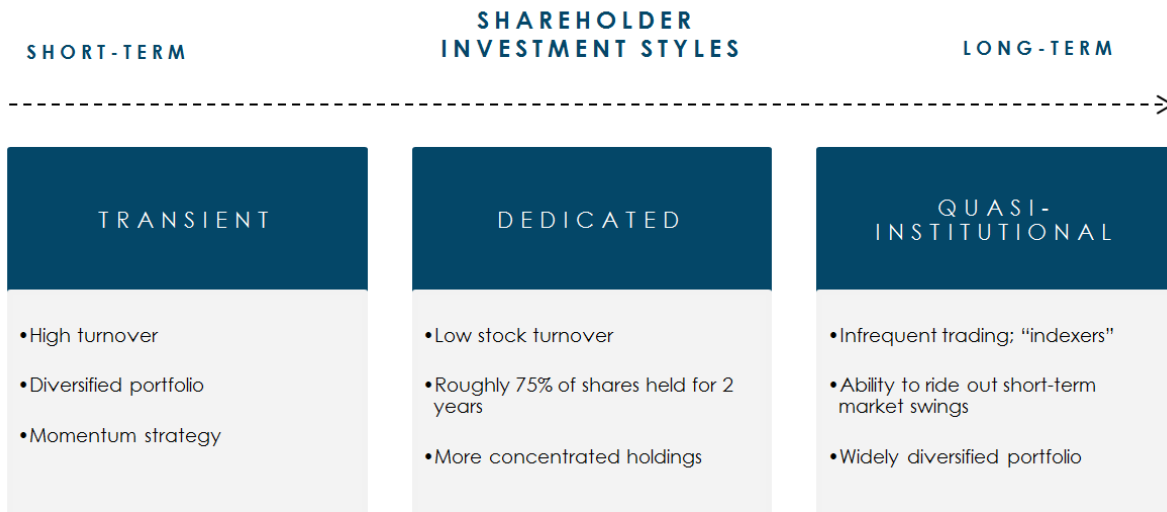 SHORT-TERM
SHAREHOLDER
INVESTMENT STYLES
LONG-TERM
TRANSIENT
•High turnover
•Diversified portfolio
•Momentum strategy
DEDICATED
•Low stock turnover
•Roughly 75% of shares held for 2
years
•More concentrated holdings
QUASI-
INSTITUTIONAL
•Infrequent trading; “indexers”
•Ability to ride out short-term
market swings
•Widely diversified portfolio